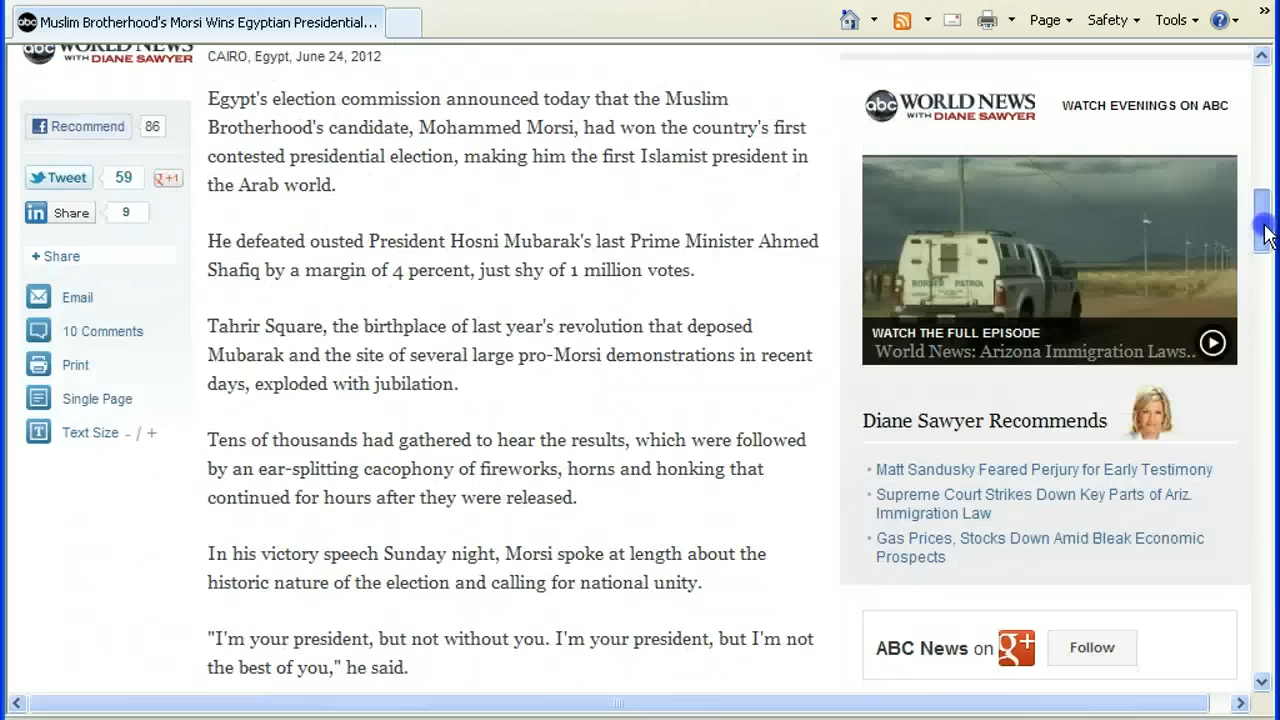 Muslim Brotherhood's Morsi Wins Egyptian Presidential...
Page
Safety
Tools
abc WORLD NEWS
WITH DIANE SAWYER
CAIRO, Egypt, June 24, 2012
Recommend 86
Tweet 59 g+1
in Share 9
+ Share
Email
10 Comments
Print
Single Page
T Text Size - / +
Egypt's election commission announced today that the Muslim
Brotherhood's candidate, Mohammed Morsi, had won the country's first
contested presidential election, making him the first Islamist president in
the Arab world.
He defeated ousted President Hosni Mubarak's last Prime Minister Ahmed
Shafiq by a margin of 4 percent, just shy of 1 million votes.
Tahrir Square, the birthplace of last year's revolution that deposed
Mubarak and the site of several large pro-Morsi demonstrations in recent
days, exploded with jubilation.
Tens of thousands had gathered to hear the results, which were followed
by an ear-splitting cacophony of fireworks, horns and honking that
continued for hours after they were released.
In his victory speech Sunday night, Morsi spoke at length about the
historic nature of the election and calling for national unity.
"I'm your president, but not without you. I'm your president, but I'm not
the best of you," he said.
abc WORLD NEWS
WITH DIANE SAWYER
WATCH EVENINGS ON ABC
BORDER PATROL
WATCH THE FULL EPISODE
World News: Arizona Immigration Laws..
Diane Sawyer Recommends
Matt Sandusky Feared Perjury for Early Testimony
Supreme Court Strikes Down Key Parts of Ariz.
Immigration Law
Gas Prices, Stocks Down Amid Bleak Economic
Prospects
ABC News on g+ Follow